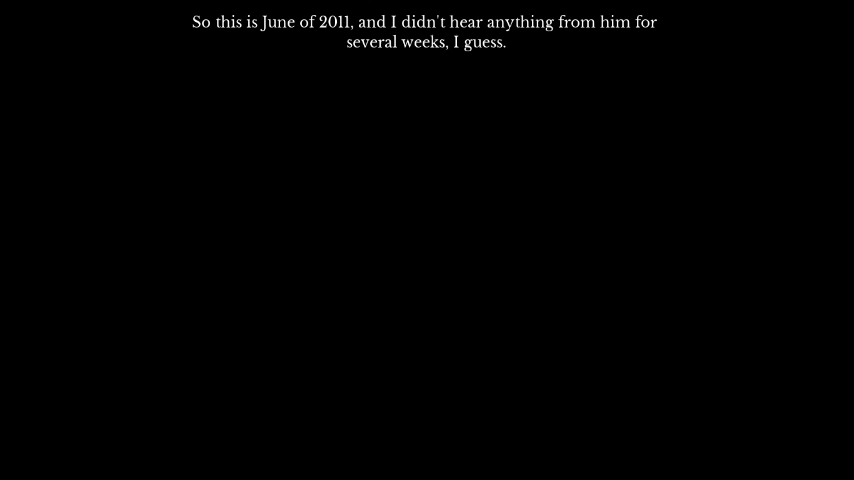 So this is June of 2011, and I didn't hear anything from him for
several weeks, I guess.